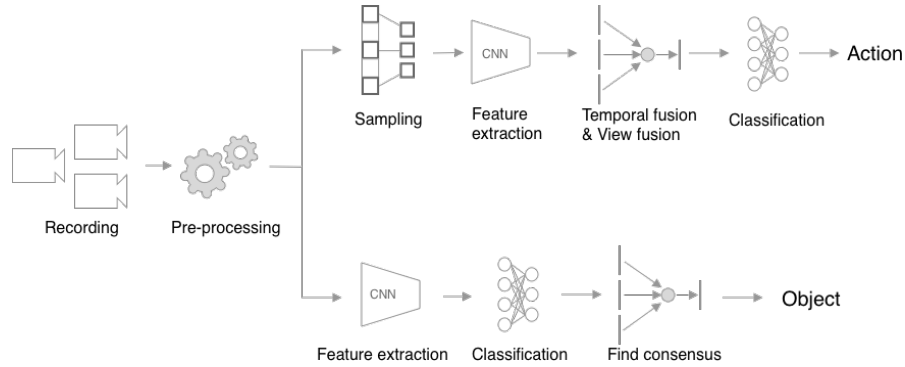 CNN
Action
Sampling
Feature
extraction
Temporal fusion
& View fusion
Classification
Recording
Pre-processing
CNN
Object
Feature extraction
Classification
Find consensus